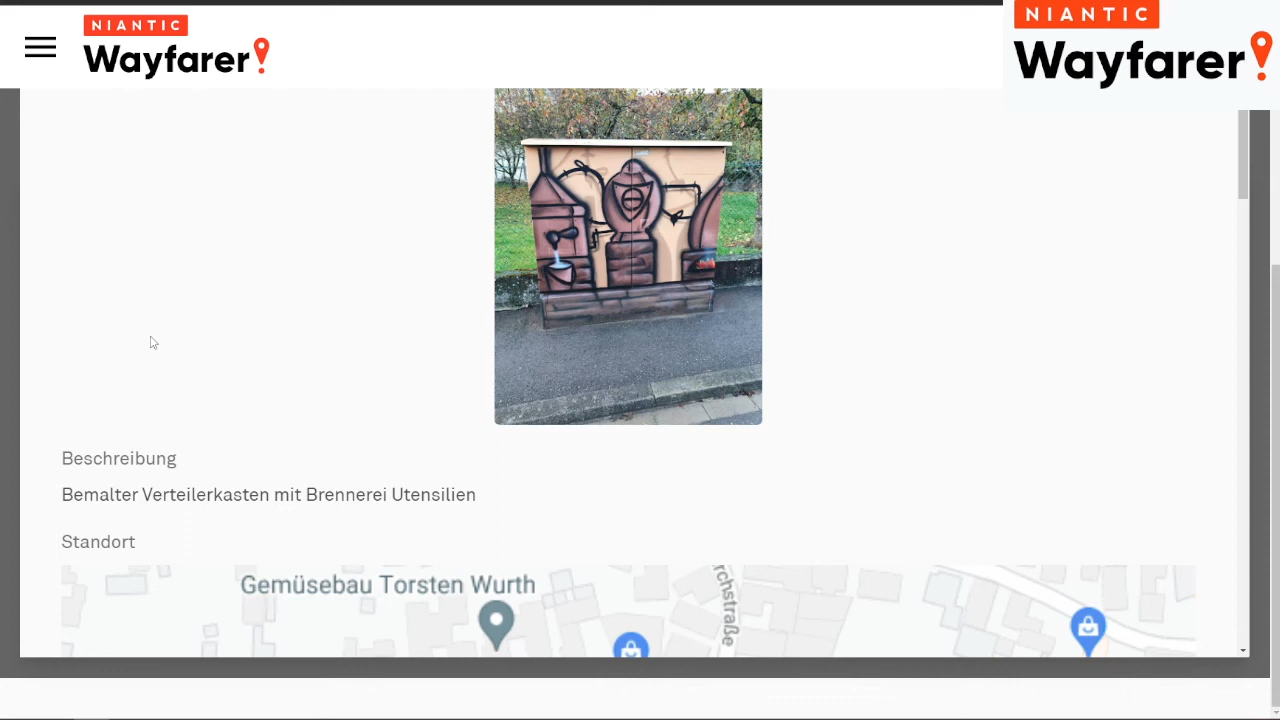 NIANTIC
Wayfarer
NIANTIC
Wayfarer
Beschreibung
Bemalter Verteilerkasten mit Brennerei Utensilien
Standort
Gemüsebau Torsten Wurth
rchstraße